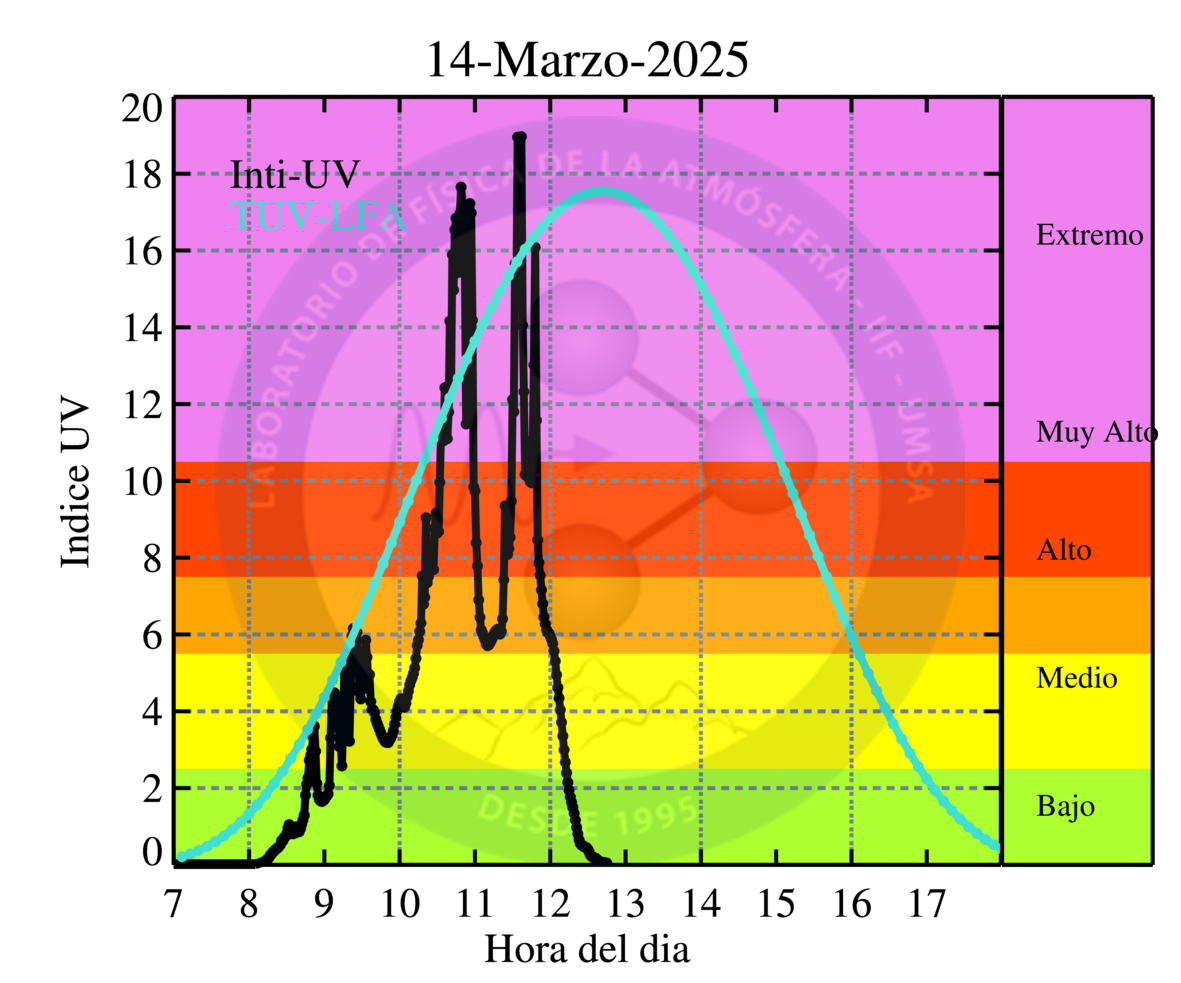 14-Marzo-2025
20
18
16
14
12
10
8
6
4
2
0
Indice UV
Inti-UV
TUV-LFA
LABORATORIO DE FÍSICA DE LA ATMÓSFERA - IIF - UMSA
DESDE 1995
Extremo
Muy Alto
Alto
Medio
Bajo
7 8 9 10 11 12 13 14 15 16 17
Hora del dia